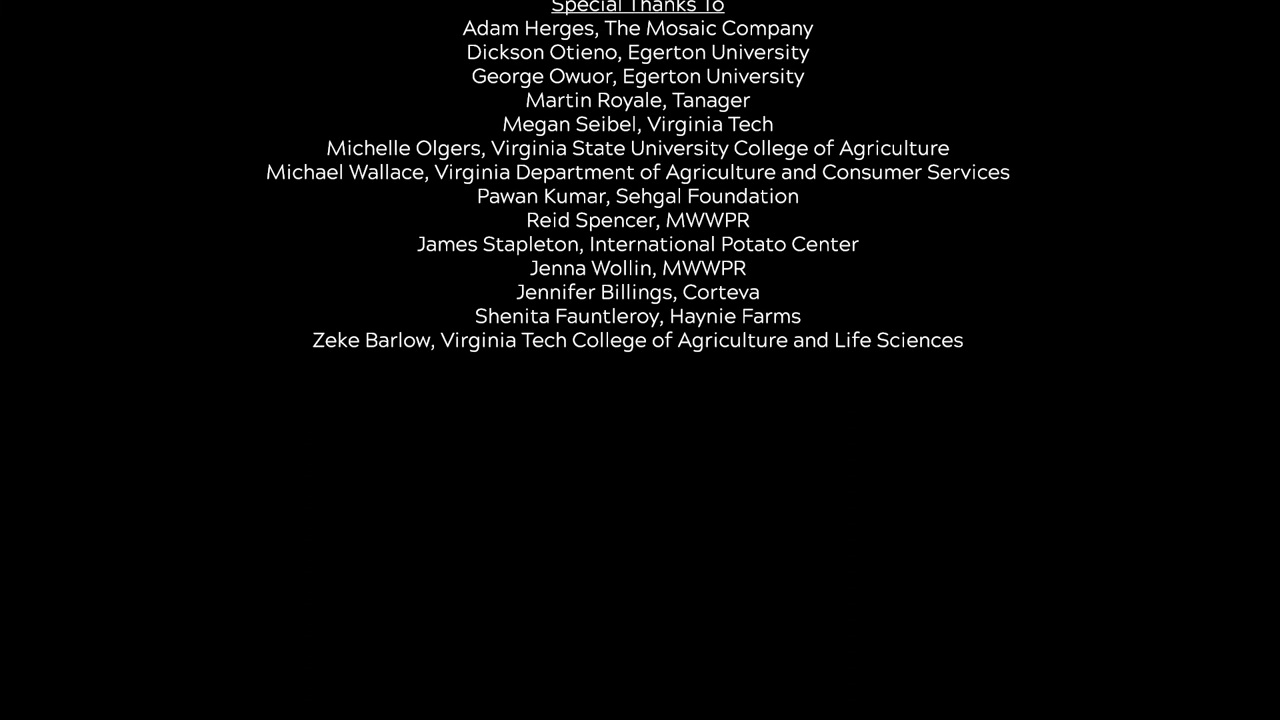 Special Thanks To
Adam Herges, The Mosaic Company
Dickson Otieno, Egerton University
George Owuor, Egerton University
Martin Royale, Tanager
Megan Seibel, Virginia Tech
Michelle Olgers, Virginia State University College of Agriculture
Michael Wallace, Virginia Department of Agriculture and Consumer Services
Pawan Kumar, Sehgal Foundation
Reid Spencer, MWWPR
James Stapleton, International Potato Center
Jenna Wollin, MWWPR
Jennifer Billings, Corteva
Shenita Fauntleroy, Haynie Farms
Zeke Barlow, Virginia Tech College of Agriculture and Life Sciences